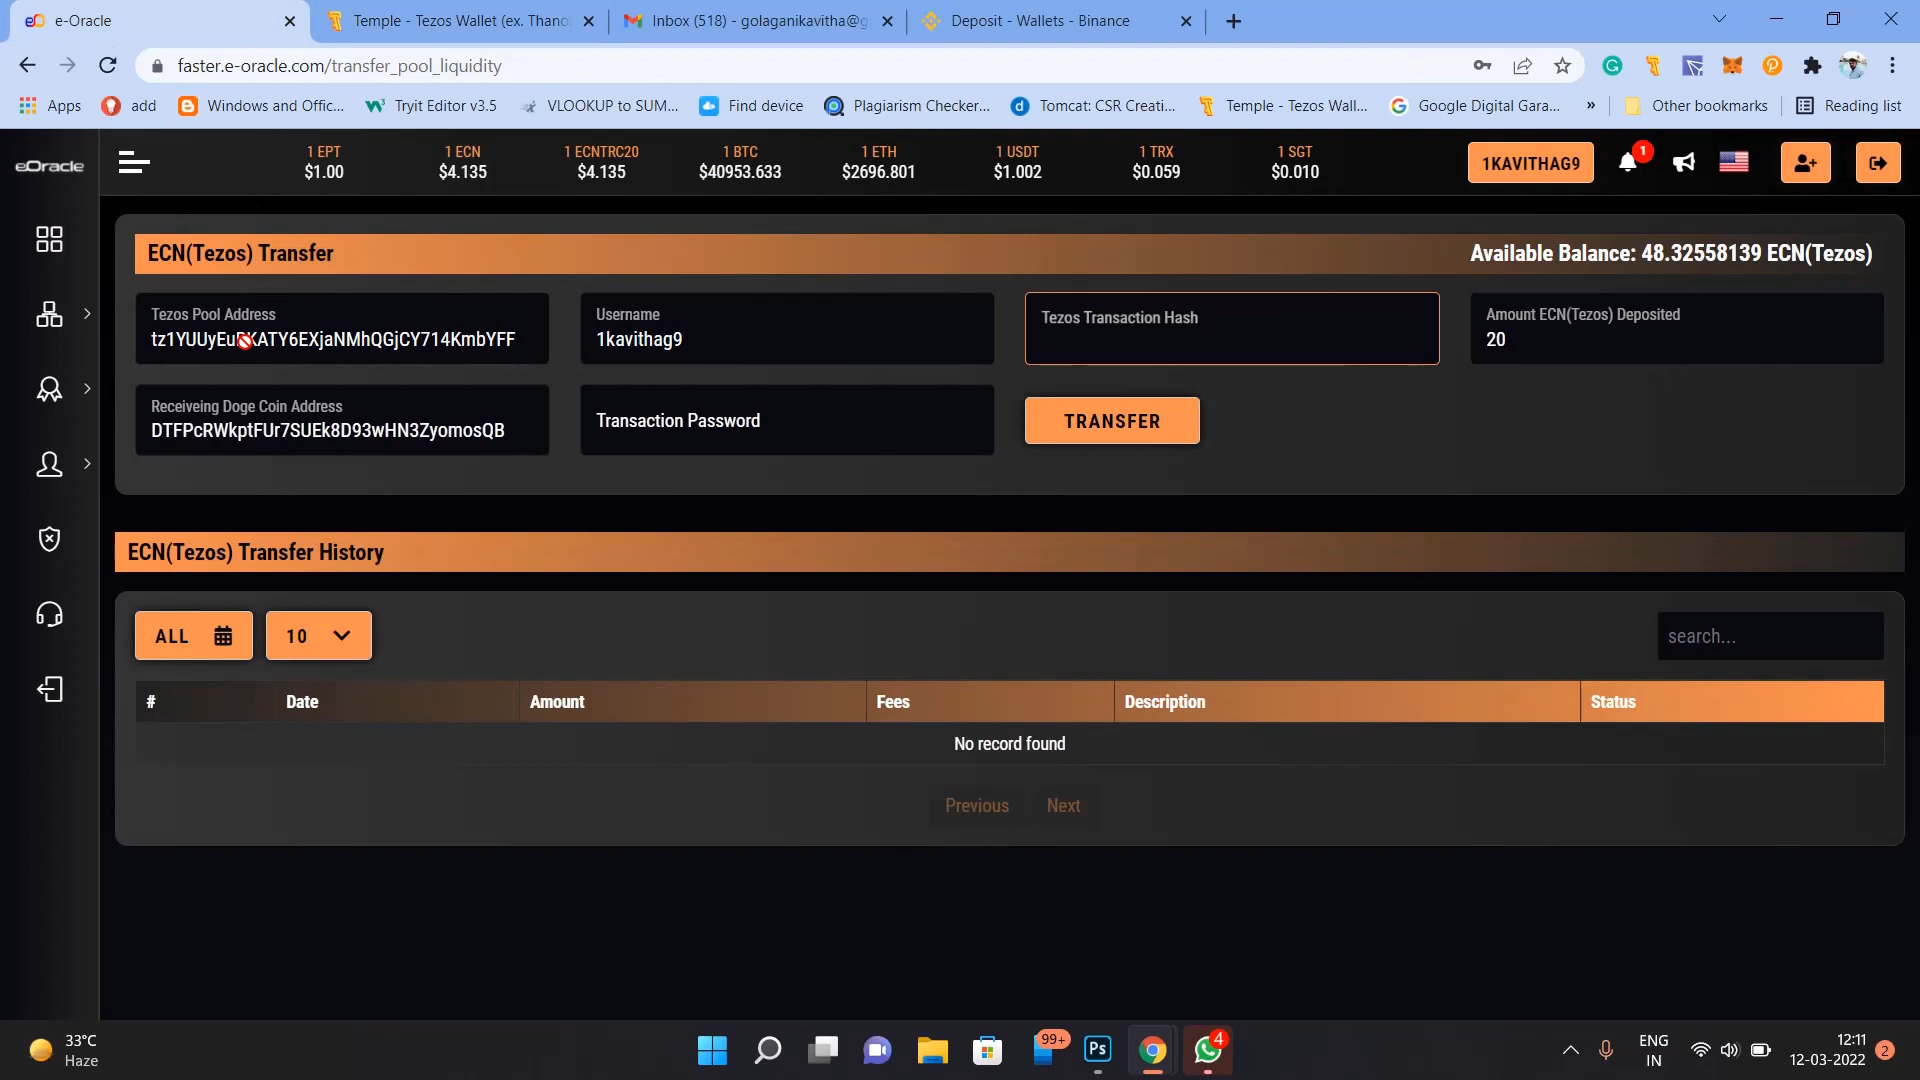 e-Oracle
Temple - Tezos Wallet (ex. Thano
Inbox (518) - golaganikavitha@g
Deposit - Wallets - Binance
faster.e-oracle.com/transfer_pool_liquidity
Apps
add
Windows and Offic...
Tryit Editor v3.5
VLOOKUP to SUM...
Find device
Plagiarism Checker...
Tomcat: CSR Creati...
Temple - Tezos Wall...
Google Digital Gara...
»
Other bookmarks
Reading list
eOracle
1 EPT
$1.00
1 ECN
$4.135
1 ECNTRC20
$4.135
1 BTC
$40953.633
1 ETH
$2696.801
1 USDT
$1.002
1 TRX
$0.059
1 SGT
$0.010
1KAVITHAG9
1
ECN(Tezos) Transfer
Available Balance: 48.32558139 ECN(Tezos)
Tezos Pool Address
Username
1kavithag9
Tezos Transaction Hash
Amount ECN(Tezos) Deposited
20
Receiveing Doge Coin Address
DTFPcRWkptFUr7SUEk8D93wHN3ZyomosQB
Transaction Password
TRANSFER
ECN(Tezos) Transfer History
ALL
10
search...
#
Date
Amount
Fees
Description
Status
No record found
Previous
Next
33°C
Haze
99+
Ps
4
ENG
IN
12:11
12-03-2022
2